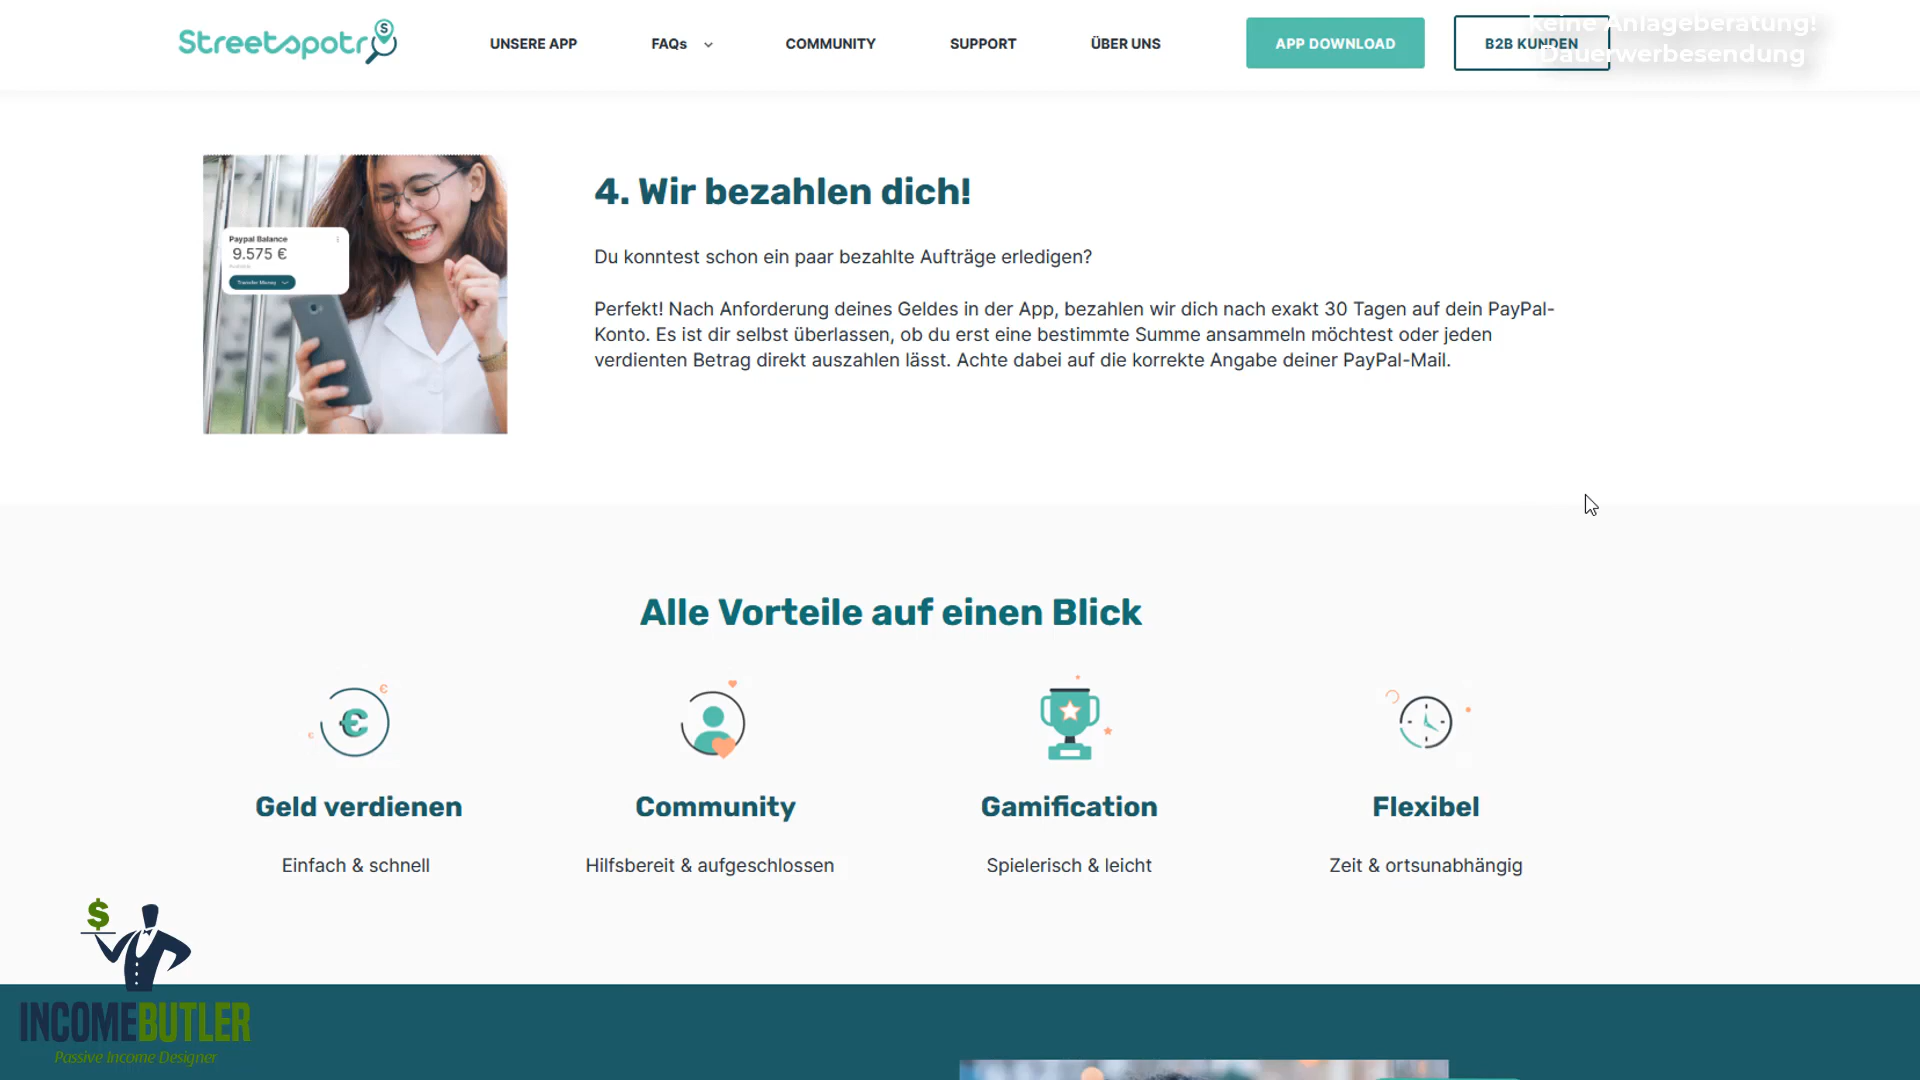 Streetspotr
UNSERE APP
FAQs
COMMUNITY
SUPPORT
ÜBER UNS
APP DOWNLOAD
B2B KUNDEN
keine Anlageberatung!
Dauerwerbesendung
Paypal Balance
9.575 €
Transfer Money
4. Wir bezahlen dich!
Du konntest schon ein paar bezahlte Aufträge erledigen?
Perfekt! Nach Anforderung deines Geldes in der App, bezahlen wir dich nach exakt 30 Tagen auf dein PayPal-
Konto. Es ist dir selbst überlassen, ob du erst eine bestimmte Summe ansammeln möchtest oder jeden
verdienten Betrag direkt auszahlen lässt. Achte dabei auf die korrekte Angabe deiner PayPal-Mail.
Alle Vorteile auf einen Blick
Geld verdienen
Community
Gamification
Flexibel
Einfach & schnell
Hilfsbereit & aufgeschlossen
Spielerisch & leicht
Zeit & ortsunabhängig
INCOMEBUTLER
Passive Income Designer